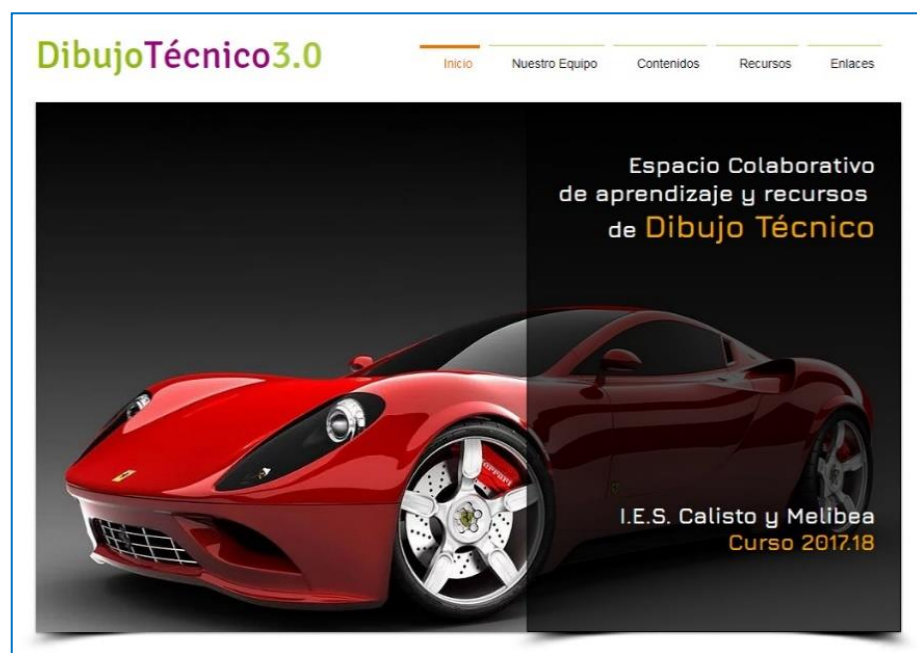 DibujoTécnico3.0
Inicio Nuestro Equipo Contenidos Recursos Enlaces
Espacio Colaborativo
de aprendizaje y recursos
de Dibujo Técnico
Ferrari
I.E.S. Calisto y Melibea
Curso 2017.18